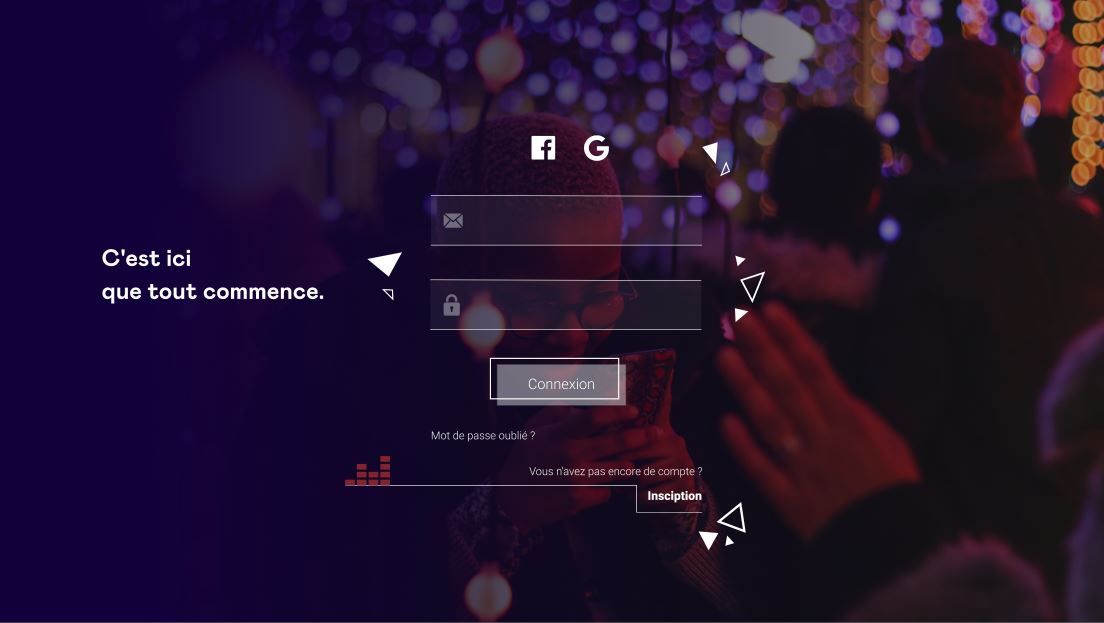 C'est ici
que tout commence.
Connexion
Mot de passe oublié ?
Vous n'avez pas encore de compte ?
Insciption